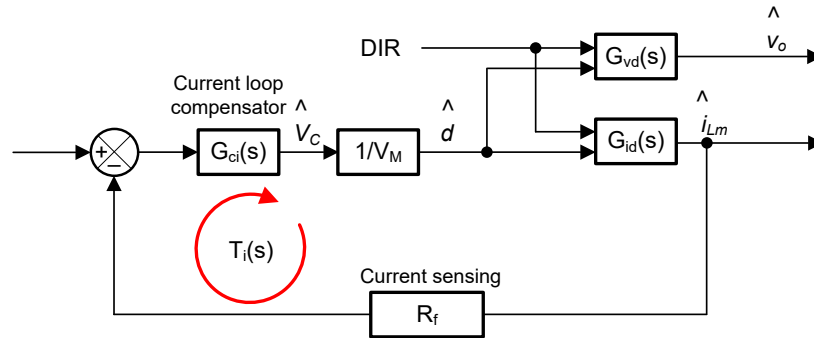 DIR
G_vd(s)
^
v_o
Current loop
compensator
+
−
G_ci(s)
^
V_C
1/V_M
^
d
G_id(s)
^
i_Lm
T_i(s)
Current sensing
R_f